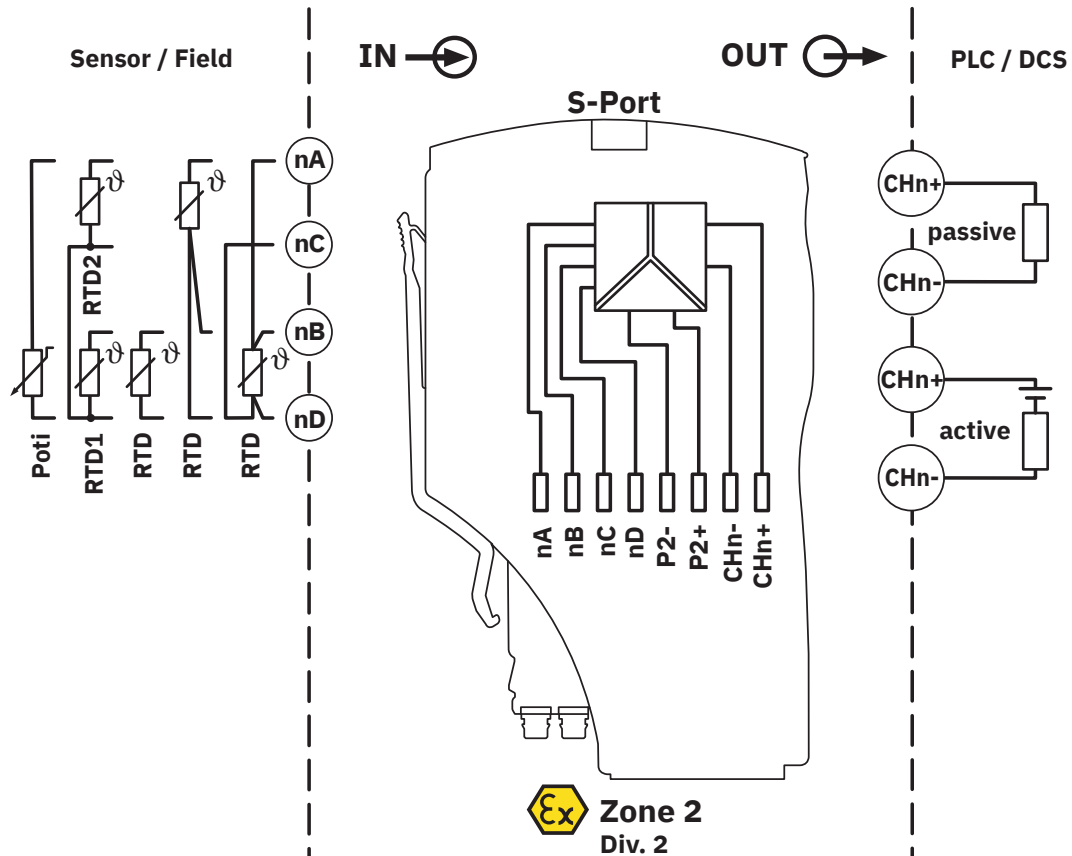 Sensor / Field
IN
OUT
PLC / DCS
S-Port
nA
nC
nB
nD
ϑ
ϑ
ϑ
ϑ
ϑ
RTD2
Poti
RTD1
RTD
RTD
RTD
nA
nB
nC
nD
P2-
P2+
CHn-
CHn+
CHn+
passive
CHn-
CHn+
active
CHn-
Ex Zone 2
Div. 2